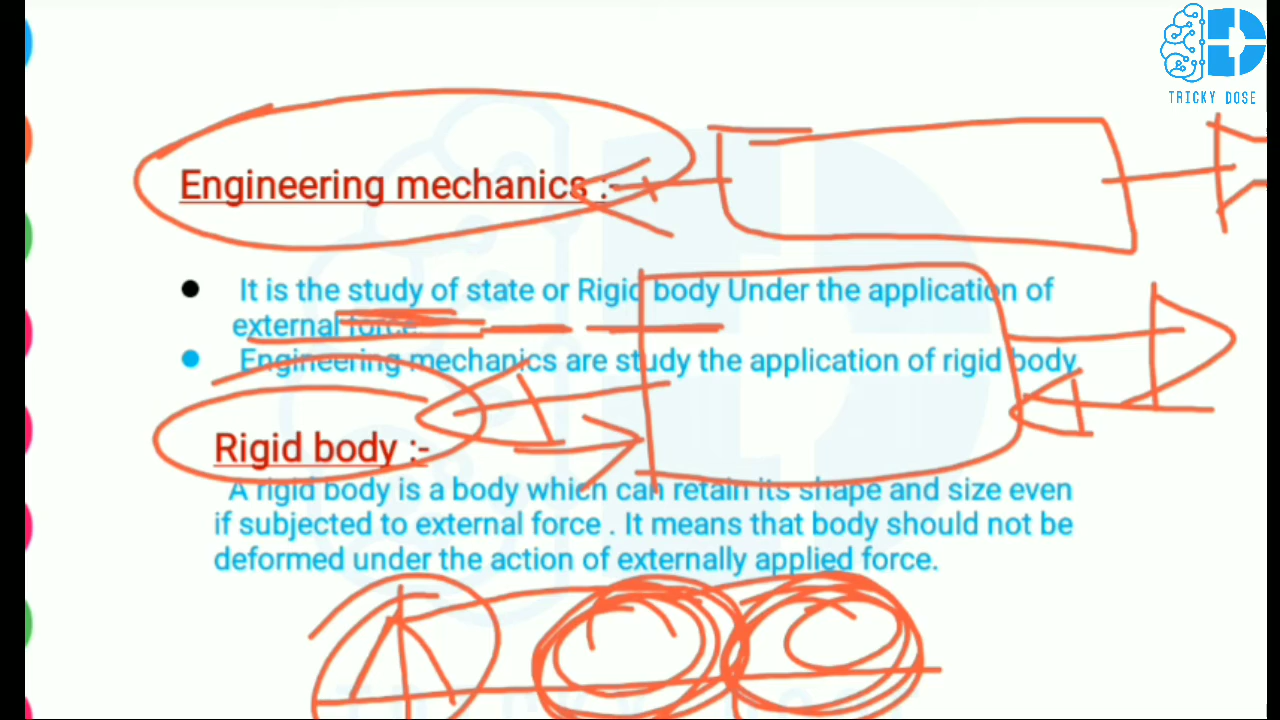 TRICKY DOSE
Engineering mechanics :-
It is the study of state or Rigid body Under the application of
external force.
Engineering mechanics are study the application of rigid body.
Rigid body :-
A rigid body is a body which can retain its shape and size even
if subjected to external force . It means that body should not be
deformed under the action of externally applied force.